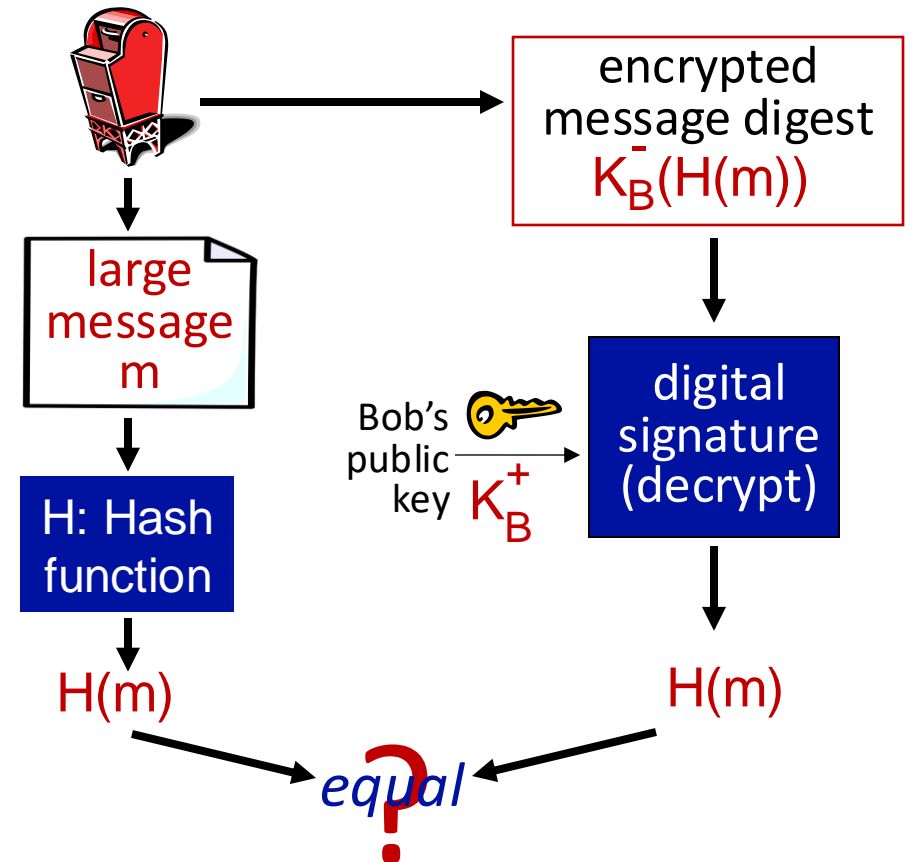 encrypted
message digest
K_B^-(H(m))
large
message
m
H: Hash
function
H(m)
Bob’s
public
key
K_B^+
digital
signature
(decrypt)
H(m)
equal
?